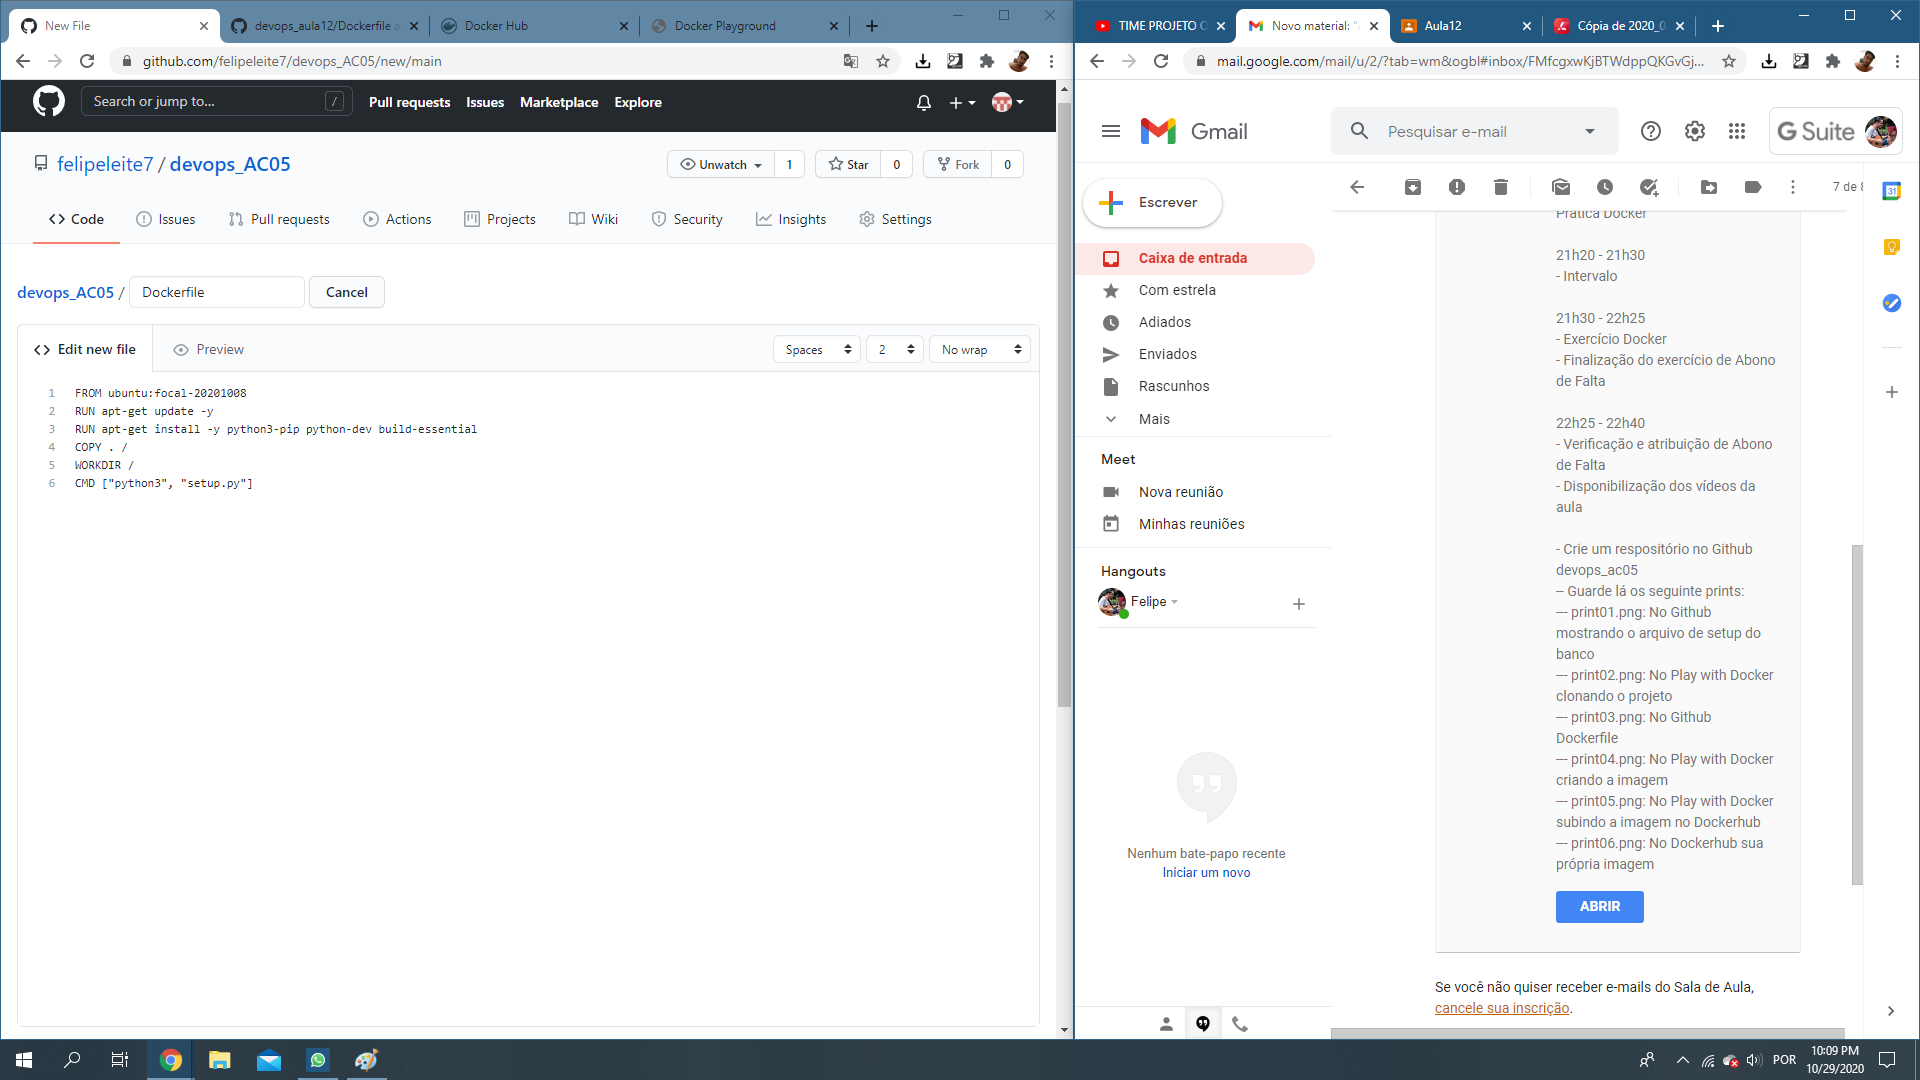 New File
devops_aula12/Dockerfile a
Docker Hub
Docker Playground
github.com/felipeleite7/devops_AC05/new/main
Search or jump to...
/
Pull requests
Issues
Marketplace
Explore
felipeleite7 / devops_AC05
Unwatch
1
Star
0
Fork
0
Code
Issues
Pull requests
Actions
Projects
Wiki
Security
Insights
Settings
devops_AC05 /
Dockerfile
Cancel
Edit new file
Preview
Spaces
2
No wrap
1 FROM ubuntu:focal-20201008
2 RUN apt-get update -y
3 RUN apt-get install -y python3-pip python-dev build-essential
4 COPY . /
5 WORKDIR /
6 CMD ["python3", "setup.py"]
TIME PROJETO
Novo material: "
Aula12
Cópia de 2020_
mail.google.com/mail/u/2/?tab=wm&ogbl#inbox/FMfcgxwKjBTWdppQKGvGj...
Gmail
Pesquisar e-mail
G Suite
Escrever
7 de
31
Caixa de entrada
Com estrela
Adiados
Enviados
Rascunhos
Mais
Meet
Nova reunião
Minhas reuniões
Hangouts
Felipe
Nenhum bate-papo recente
Iniciar um novo
Prática Docker
21h20 - 21h30
- Intervalo
21h30 - 22h25
- Exercício Docker
- Finalização do exercício de Abono
de Falta
22h25 - 22h40
- Verificação e atribuição de Abono
de Falta
- Disponibilização dos vídeos da
aula
- Crie um respositório no Github
devops_ac05
-- Guarde lá os seguinte prints:
--- print01.png: No Github
mostrando o arquivo de setup do
banco
--- print02.png: No Play with Docker
clonando o projeto
--- print03.png: No Github
Dockerfile
--- print04.png: No Play with Docker
criando a imagem
--- print05.png: No Play with Docker
subindo a imagem no Dockerhub
--- print06.png: No Dockerhub sua
própria imagem
ABRIR
Se você não quiser receber e-mails do Sala de Aula,
cancele sua inscrição.
POR
10:09 PM
10/29/2020